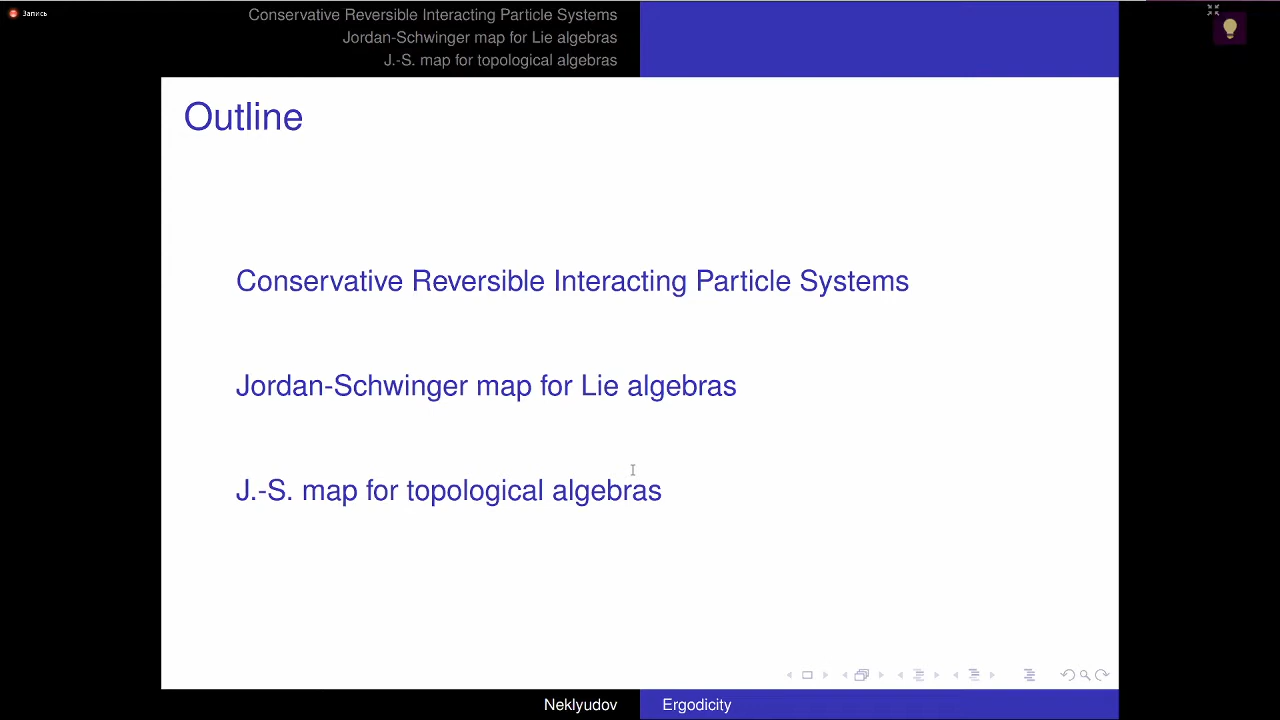 Запись
Conservative Reversible Interacting Particle Systems
Jordan-Schwinger map for Lie algebras
J.-S. map for topological algebras
Outline
Conservative Reversible Interacting Particle Systems
Jordan-Schwinger map for Lie algebras
J.-S. map for topological algebras
Neklyudov
Ergodicity